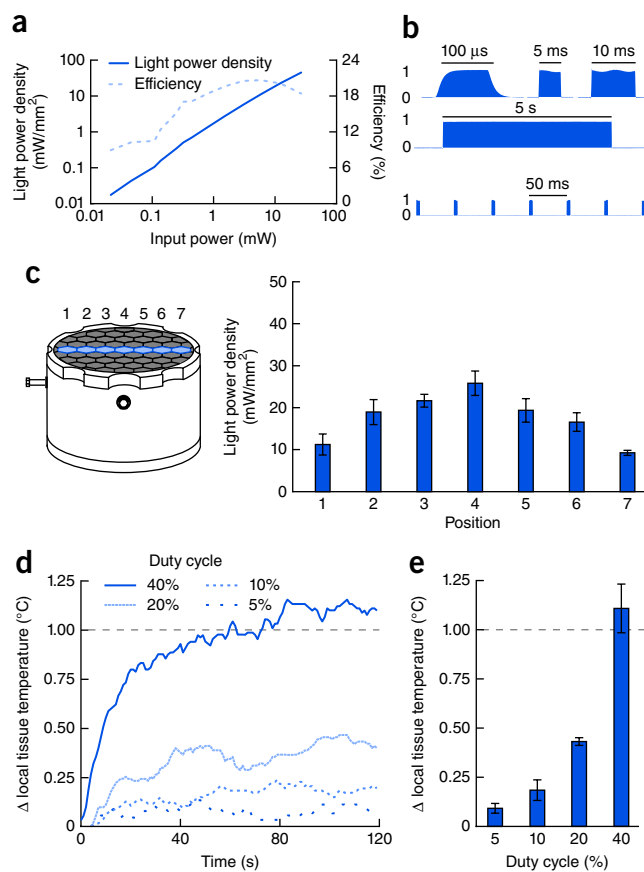 a
Light power density
(mW/mm²)
100
10
1
0.1
0.01
Light power density
Efficiency
24
18
12
6
0
Efficiency (%)
0.01 0.1 1 10 100
Input power (mW)
b
100 µs 5 ms 10 ms
1
0
5 s
1
0
50 ms
1
0
c
1 2 3 4 5 6 7
Light power density
(mW/mm²)
50
40
30
20
10
0
1 2 3 4 5 6 7
Position
d
Duty cycle
40% 10%
20% 5%
Δ local tissue temperature (°C)
1.25
1.00
0.75
0.50
0.25
0
0 40 80 120
Time (s)
e
Δ local tissue temperature (°C)
1.25
1.00
0.75
0.50
0.25
0
5 10 20 40
Duty cycle (%)